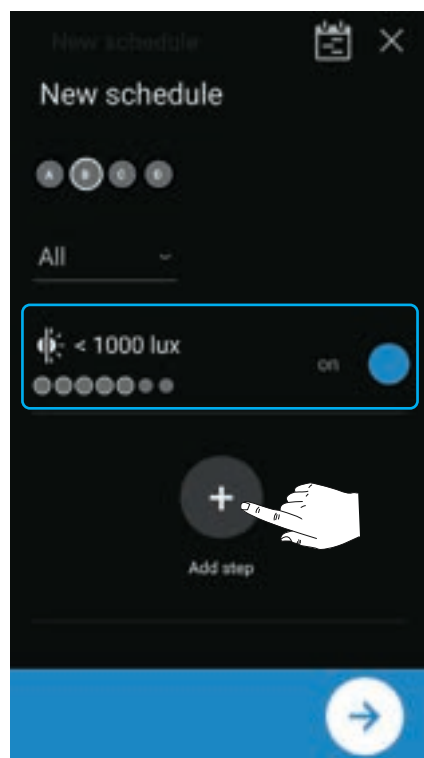 New schedule
New schedule
A B C D
All
< 1000 lux
on
+
Add step